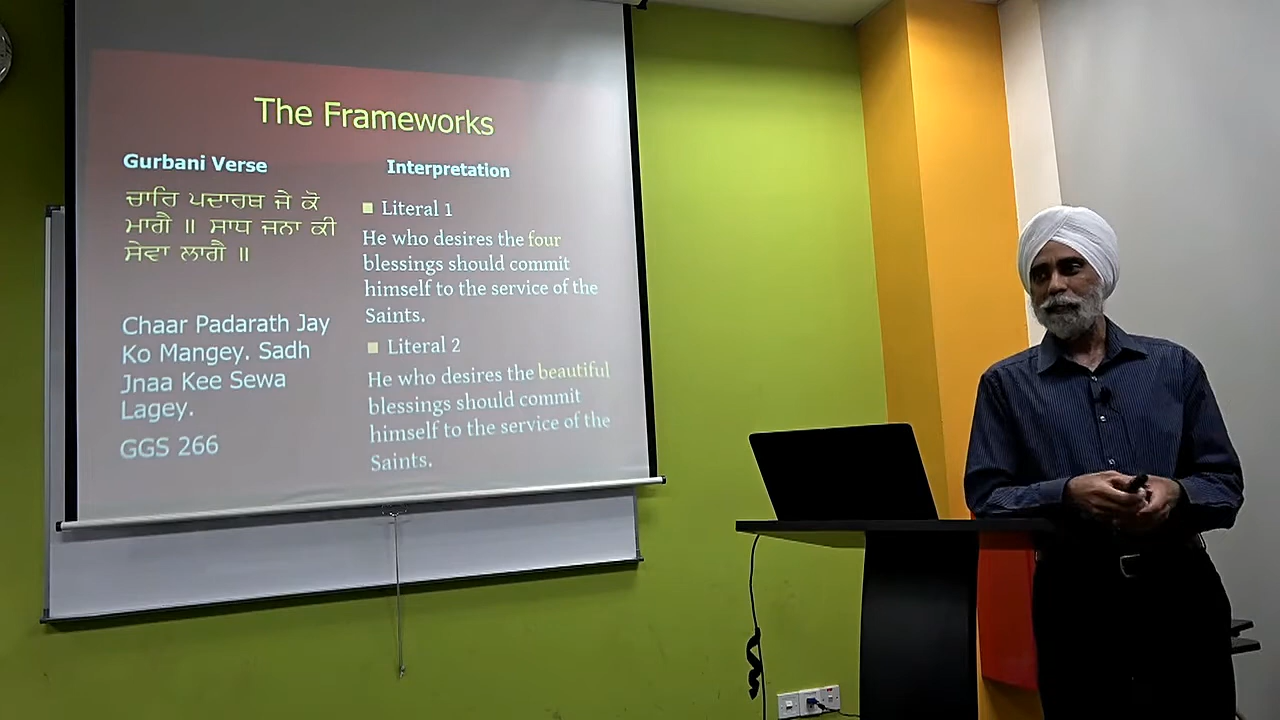 The Frameworks
Gurbani Verse
ਚਾਰਿ ਪਦਾਰਥ ਜੇ ਕੋ
ਮਾਗੈ ॥ ਸਾਧ ਜਨਾ ਕੀ
ਸੇਵਾ ਲਾਗੈ ॥
Chaar Padarath Jay
Ko Mangey. Sadh
Jnaa Kee Sewa
Lagey.
GGS 266
Interpretation
Literal 1
He who desires the four
blessings should commit
himself to the service of the
Saints.
Literal 2
He who desires the beautiful
blessings should commit
himself to the service of the
Saints.